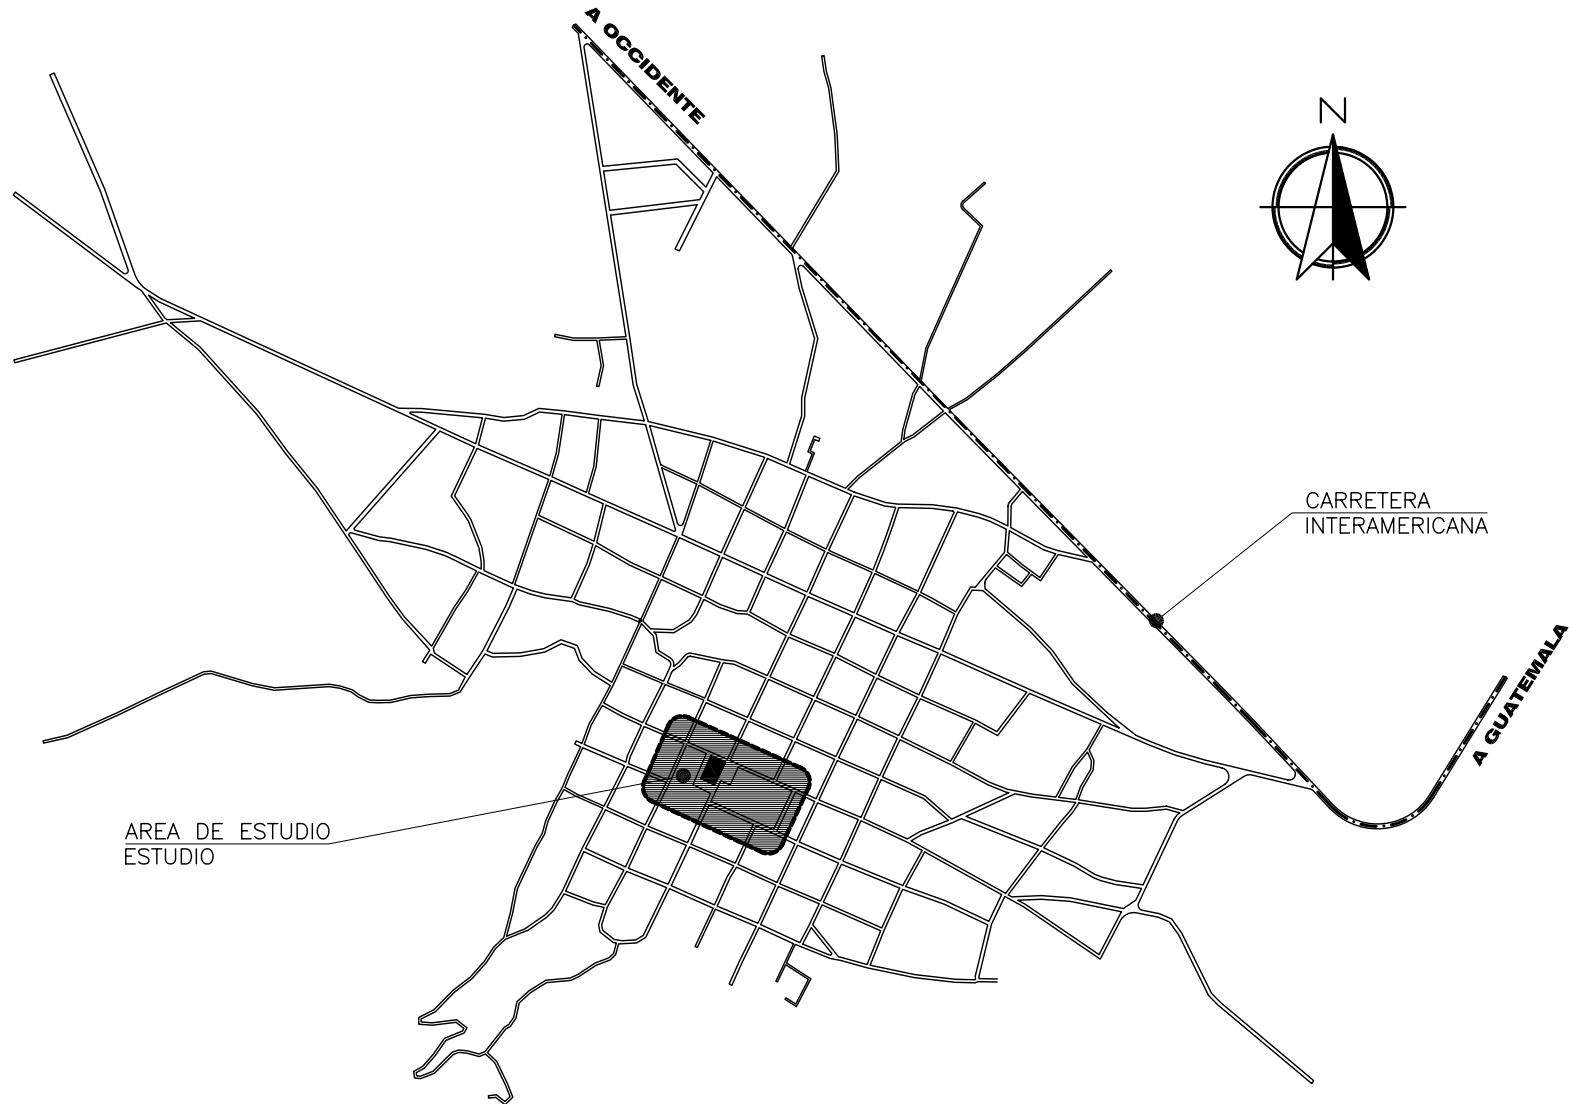 A OCCIDENTE
N
CARRETERA
INTERAMERICANA
A GUATEMALA
AREA DE ESTUDIO
ESTUDIO